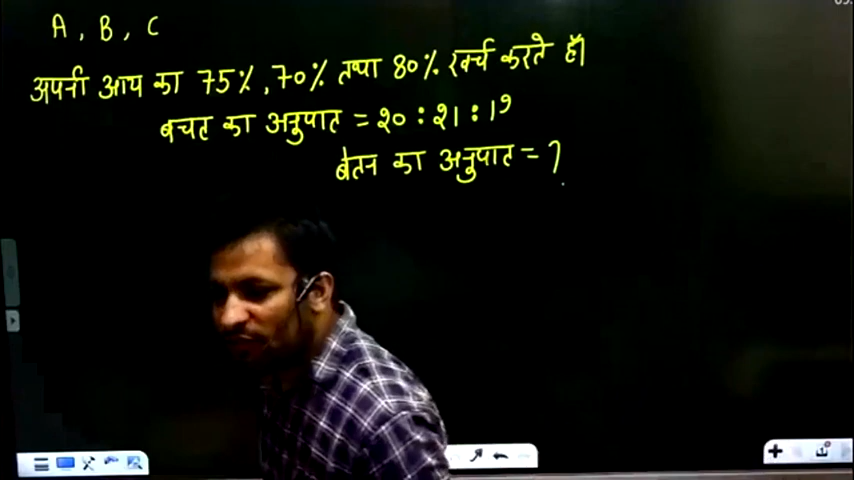 A, B, C
अपनी आय का 75%, 70% तथा 80% खर्च करते हैं।
बचत का अनुपात = 20 : 21 : 19
बेतन का अनुपात = ?